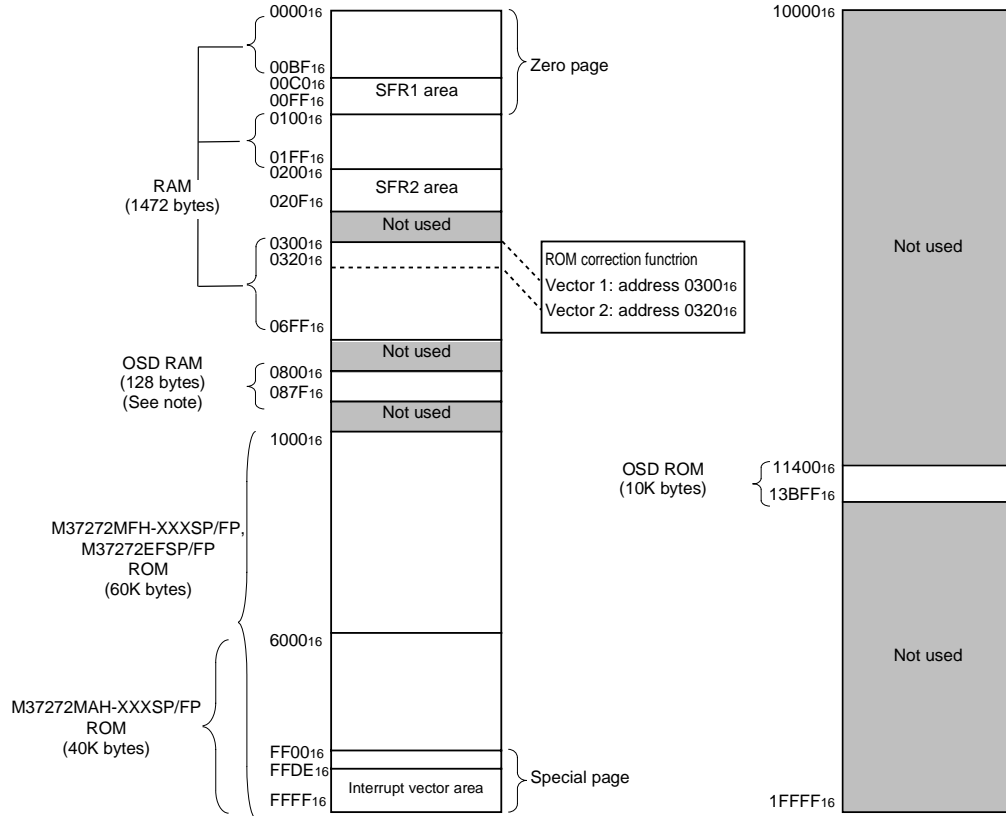 0000₁₆
00BF₁₆
00C0₁₆
00FF₁₆
0100₁₆
01FF₁₆
0200₁₆
020F₁₆
0300₁₆
0320₁₆
06FF₁₆
0800₁₆
087F₁₆
1000₁₆
6000₁₆
FF00₁₆
FFDE₁₆
FFFF₁₆
RAM
(1472 bytes)
OSD RAM
(128 bytes)
(See note)
M37272MFH-XXXSP/FP,
M37272EFSP/FP
ROM
(60K bytes)
M37272MAH-XXXSP/FP
ROM
(40K bytes)
SFR1 area
SFR2 area
Not used
Not used
Not used
Interrupt vector area
Zero page
ROM correction functrion
Vector 1: address 0300₁₆
Vector 2: address 0320₁₆
Special page
OSD ROM
(10K bytes)
10000₁₆
11400₁₆
13BFF₁₆
1FFFF₁₆
Not used
Not used